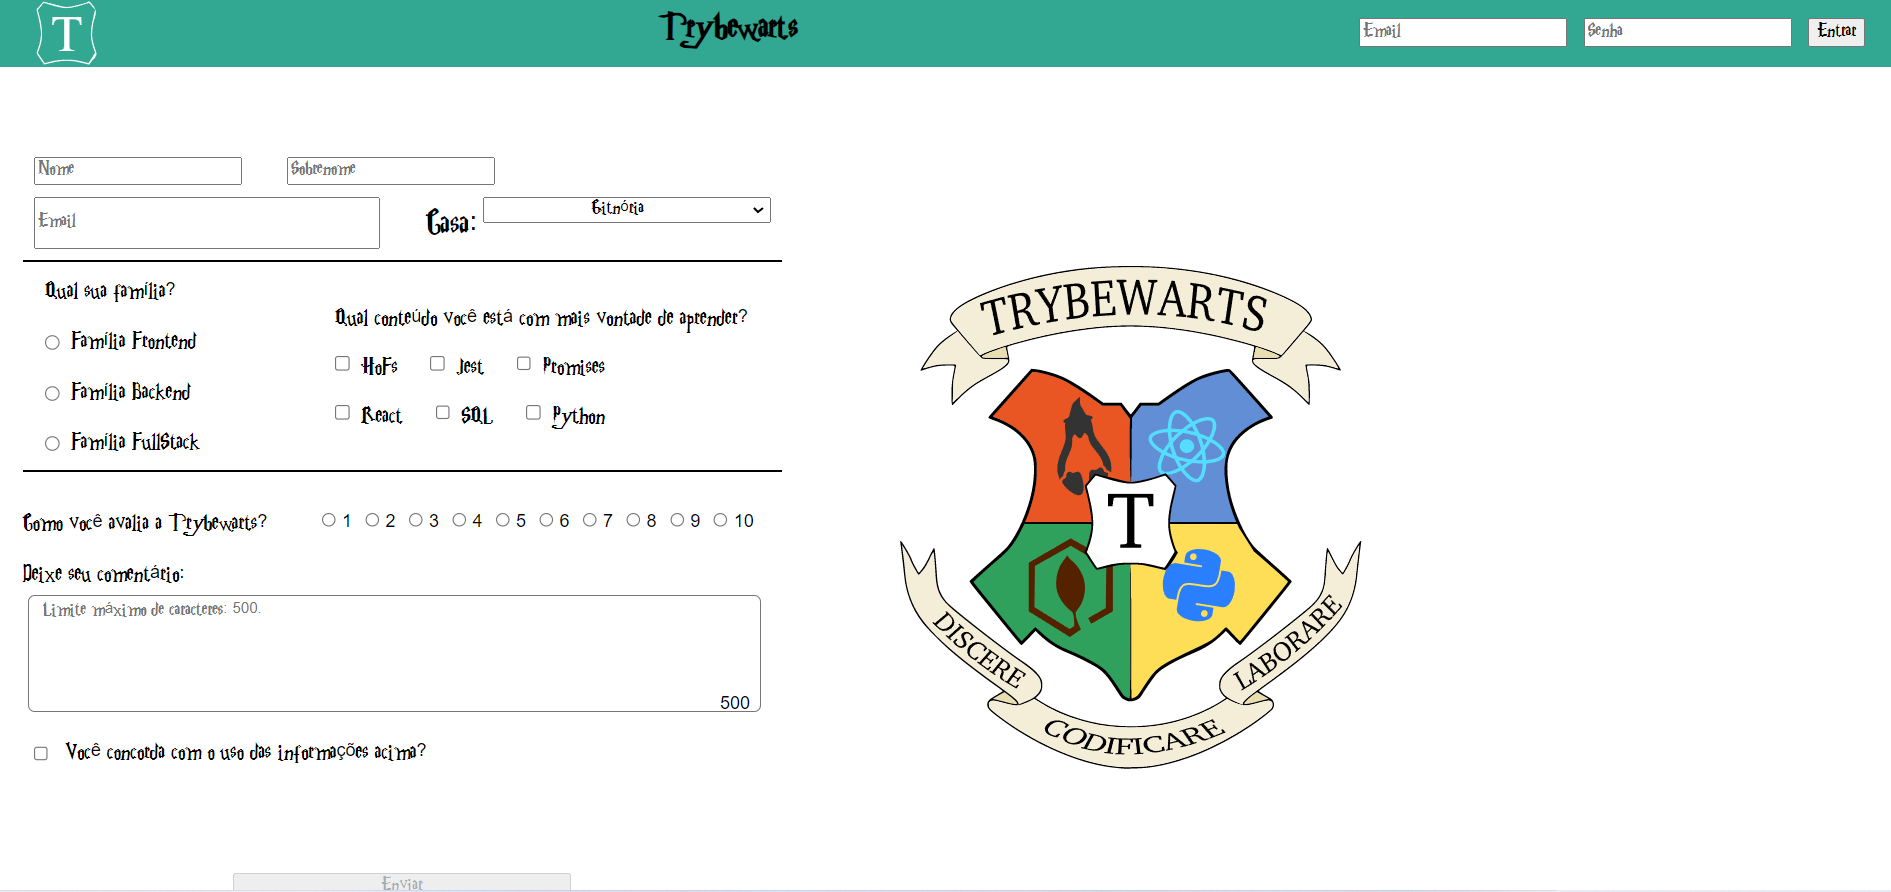 T
Trybewarts
Email
Senha
Entrar
Nome
Sobrenome
Email
Casa:
Gitnória
Qual sua família?
Família Frontend
Família Backend
Família FullStack
Qual conteúdo você está com mais vontade de aprender?
HoFs
Jest
Promises
React
SQL
Python
Como você avalia a Trybewarts?
1 2 3 4 5 6 7 8 9 10
Deixe seu comentário:
Limite máximo de caracteres: 500.
500
Você concorda com o uso das informações acima?
Enviar
TRYBEWARTS
T
DISCERE
CODIFICARE
LABORARE